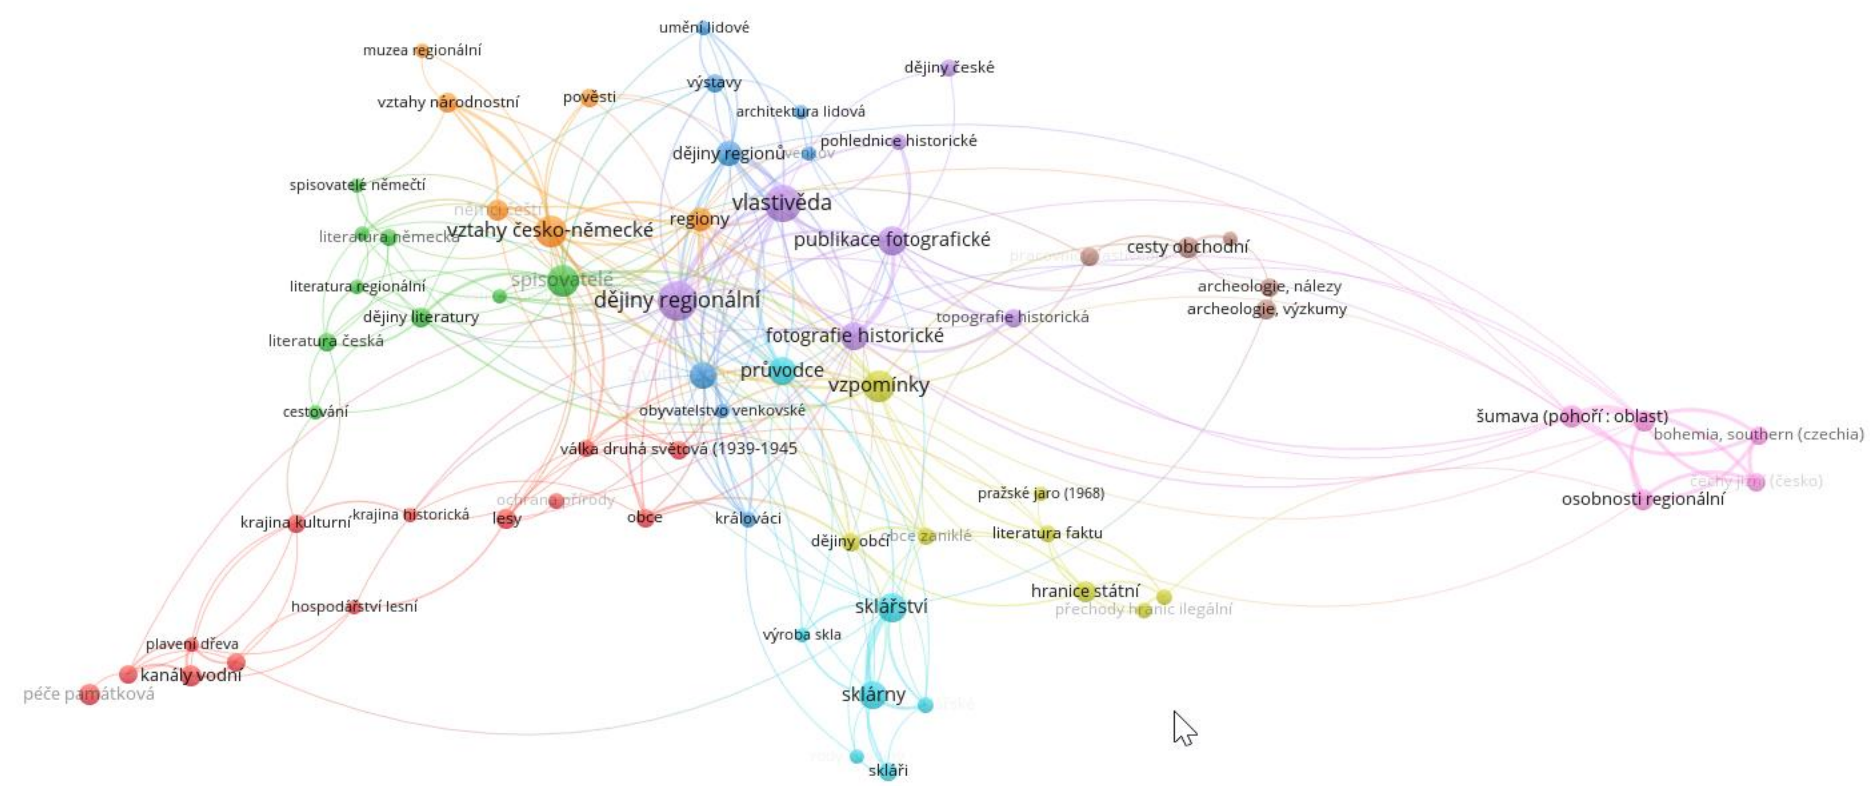 umění lidové
muzea regionální
dějiny české
výstavy
pověsti
vztahy národnostní
architektura lidová
pohlednice historické
dějiny regionů
venkov
spisovatelé němečtí
vlastivěda
němci čeští
regiony
vztahy česko-německé
literatura německá
publikace fotografické
cesty obchodní
spisovatelé
literatura regionální
archeologie, nálezy
dějiny regionální
archeologie, výzkumy
dějiny literatury
topografie historická
fotografie historické
literatura česká
průvodce
vzpomínky
cestování
obyvatelstvo venkovské
šumava (pohoří : oblast)
bohemia, southern (czechia)
válka druhá světová (1939-1945
čechy jižní (česko)
pražské jaro (1968)
osobnosti regionální
ochrana přírody
krajina historická
krajina kulturní
lesy
obce
králováci
literatura faktu
dějiny obcí
obce zaniklé
hranice státní
přechody hranic ilegální
hospodářství lesní
sklářství
výroba skla
plavení dřeva
kanály vodní
péče památková
sklárny
skláři